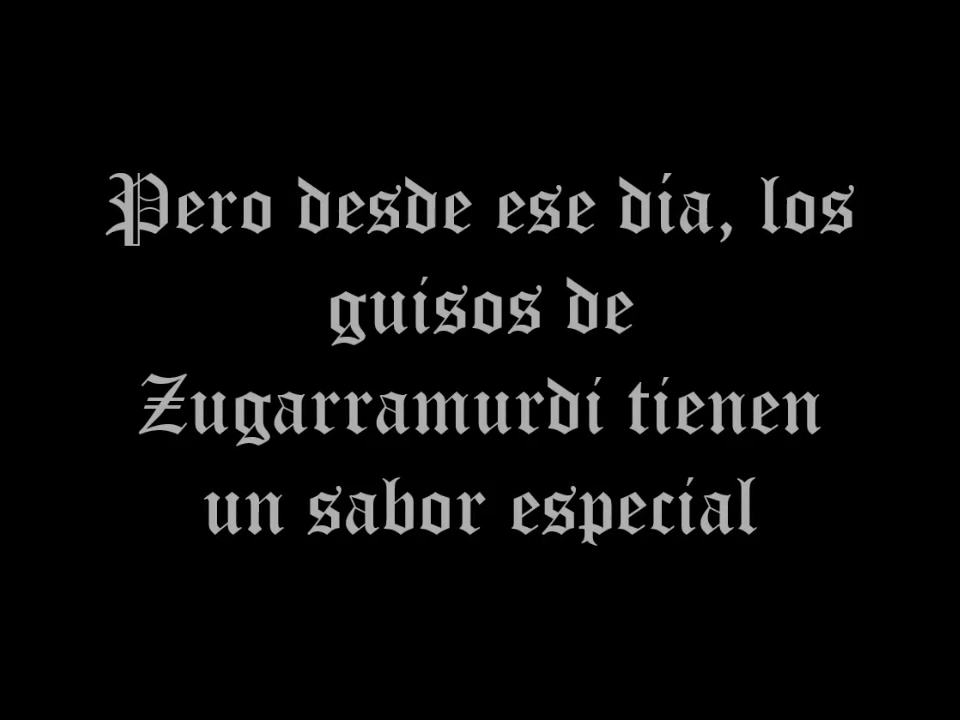 Pero desde ese día, los
guisos de
Zugarramurdi tienen
un sabor especial